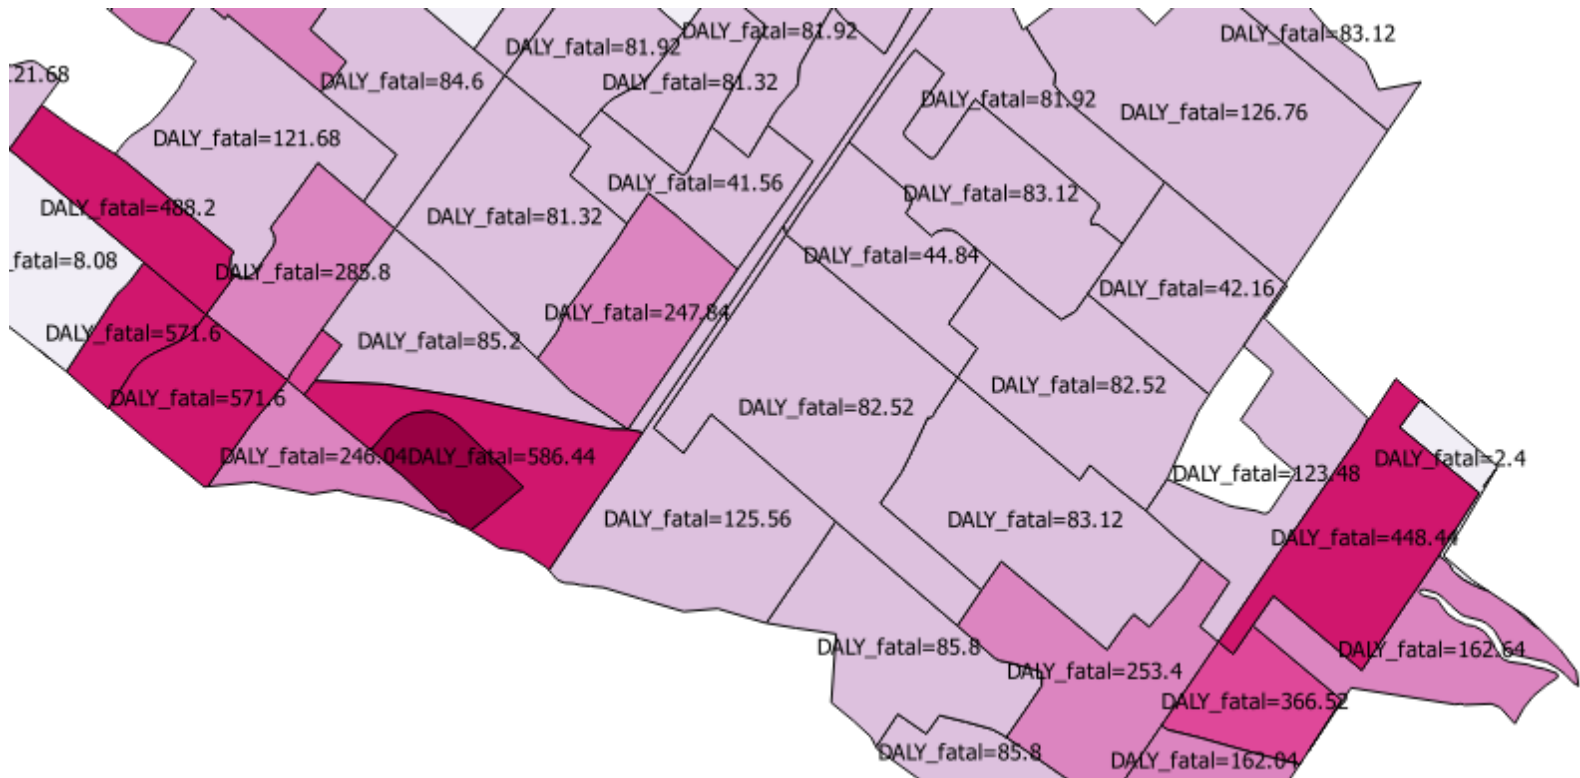 DALY_fatal=81.92
DALY_fatal=83.12
DALY_fatal=81.92
21.68
DALY_fatal=84.6
DALY_fatal=81.32
DALY_fatal=81.92
DALY_fatal=126.76
DALY_fatal=121.68
DALY_fatal=41.56
DALY_fatal=83.12
DALY_fatal=488.2
DALY_fatal=81.32
DALY_fatal=44.84
_fatal=8.08
DALY_fatal=285.8
DALY_fatal=42.16
DALY_fatal=247.84
DALY_fatal=571.6
DALY_fatal=85.2
DALY_fatal=82.52
DALY_fatal=571.6
DALY_fatal=82.52
DALY_fatal=246.04
DALY_fatal=586.44
DALY_fatal=2.4
DALY_fatal=123.48
DALY_fatal=125.56
DALY_fatal=83.12
DALY_fatal=448.44
DALY_fatal=85.8
DALY_fatal=162.64
DALY_fatal=253.4
DALY_fatal=366.52
DALY_fatal=85.8
DALY_fatal=162.04